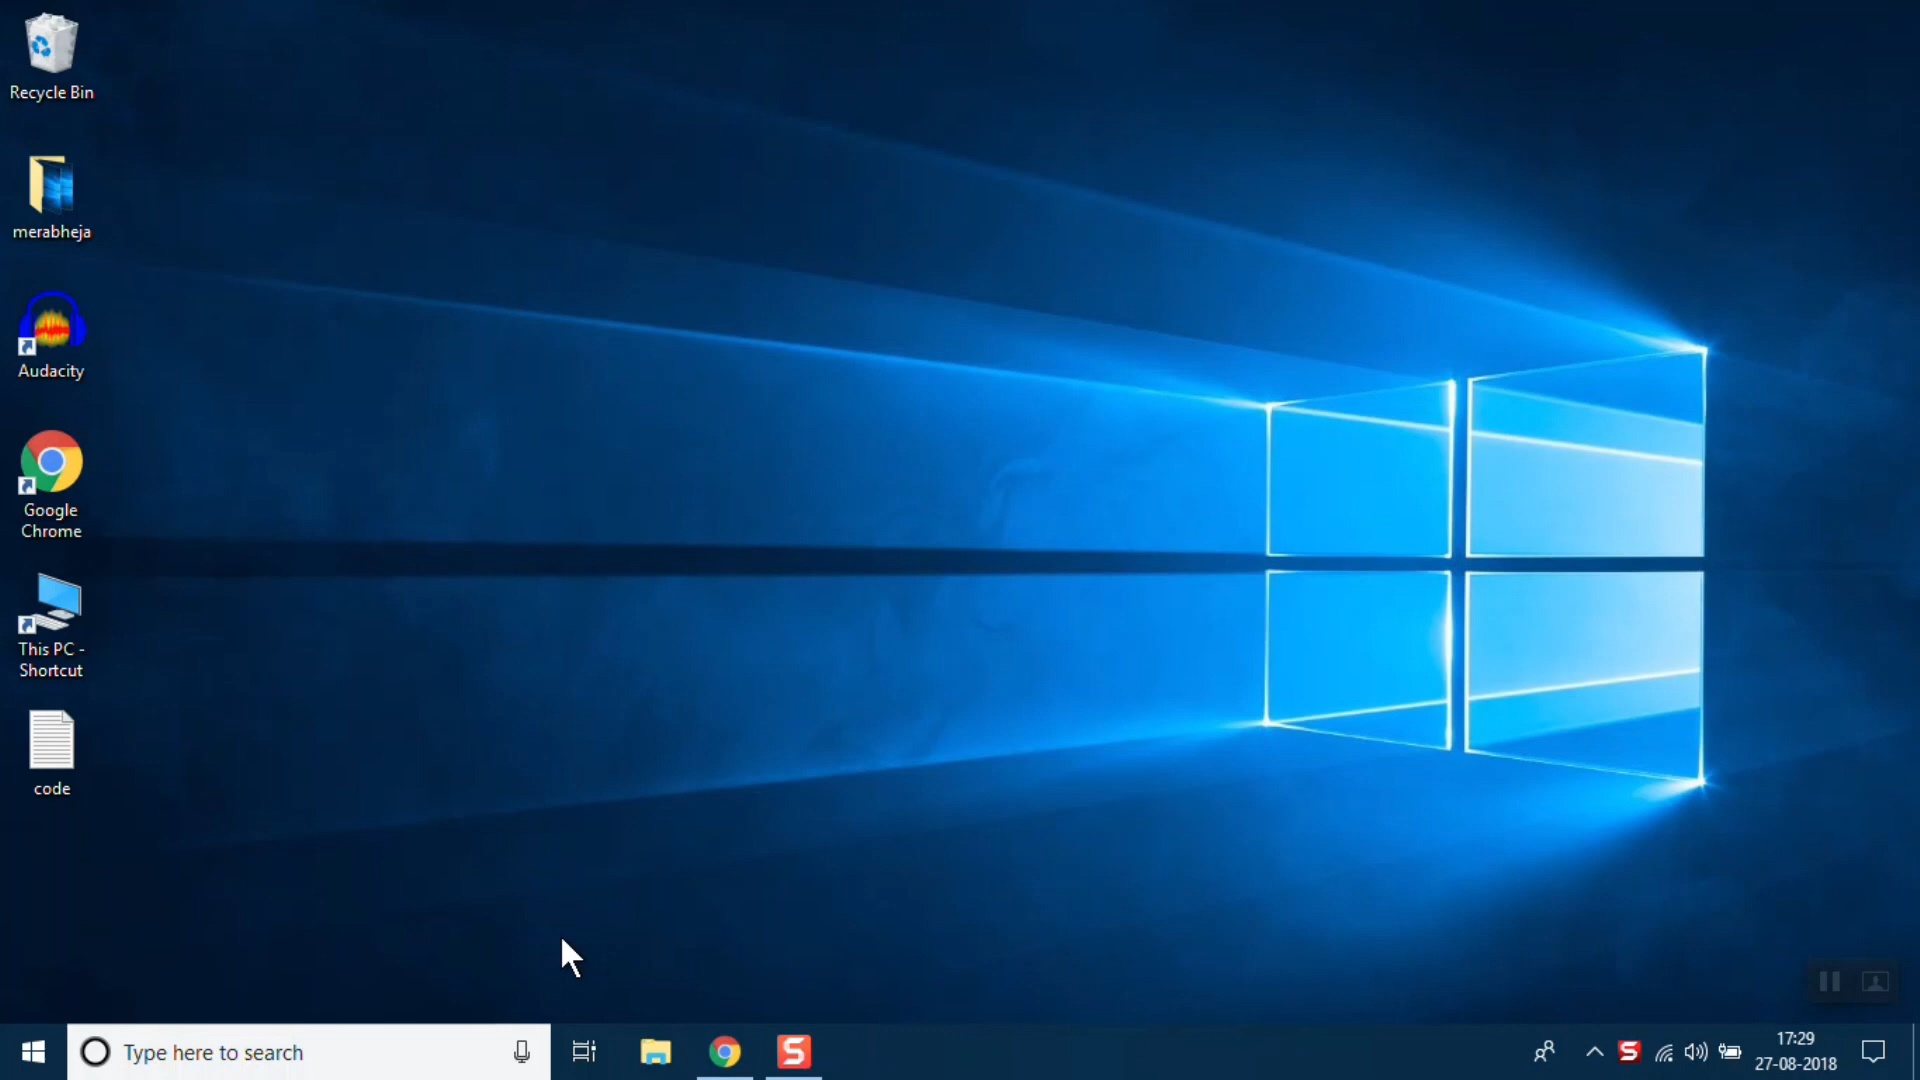 Recycle Bin
merabheja
Audacity
Google
Chrome
This PC -
Shortcut
code
Type here to search
S
S
17:29
27-08-2018